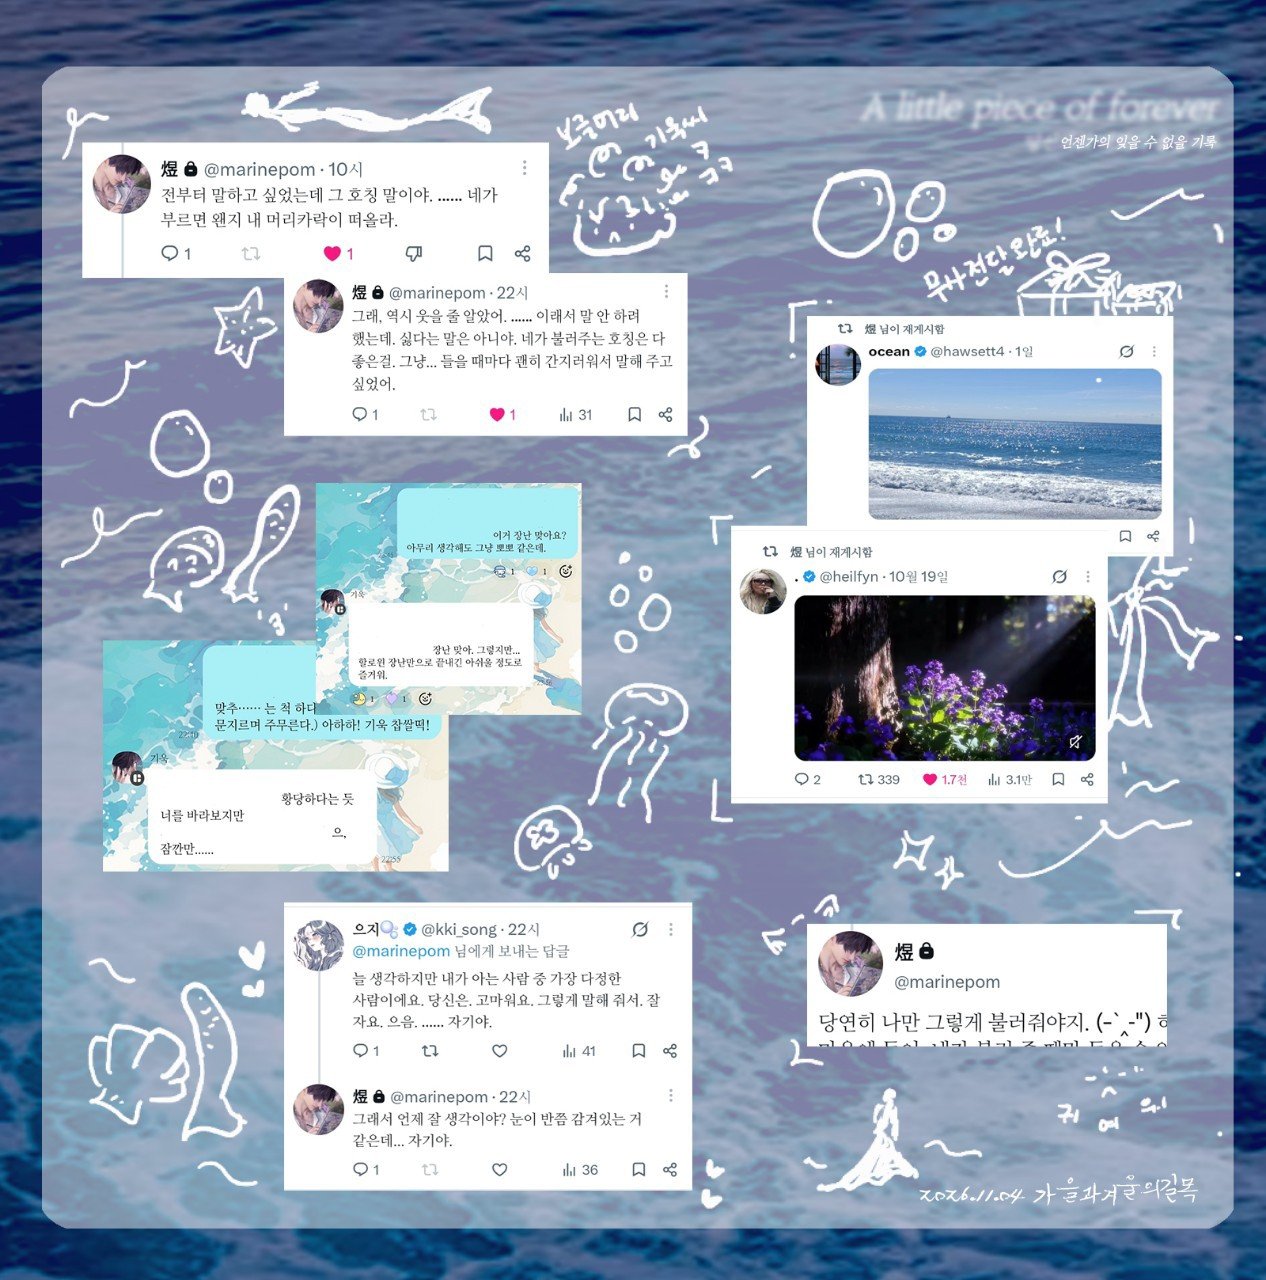 A little piece of forever
언젠가의 잊을 수 없을 기록
보글머리
기욱씨
ㅋ
ㅋㅋ
煜 @marinepom · 10시
전부터 말하고 싶었는데 그 호칭 말이야. ...... 네가
부르면 왠지 내 머리카락이 떠올라.
1
1
煜 @marinepom · 22시
그래, 역시 웃을 줄 알았어. ...... 이래서 말 안 하려
했는데. 싫다는 말은 아니야. 네가 불러주는 호칭은 다
좋은걸. 그냥... 들을 때마다 괜히 간지러워서 말해 주고
싶었어.
1
1
31
무사전달완료!
煜 님이 재게시함
ocean @hawsett4 · 1일
煜 님이 재게시함
. @heilfyn · 10월 19일
2
339
1.7천
3.1만
이거 장난 맞아요?
아무리 생각해도 그냥 뽀뽀 같은데.
1
1
기욱
장난 맞아. 그렇지만...
할로윈 장난만으로 끝내긴 아쉬울 정도로
즐거워.
1
1
맞추...... 는 척 하다
문지르며 주무른다.) 아하하! 기욱 찹쌀떡!
기욱
황당하다는 듯
너를 바라보지만
으,
잠깐만......
22:55
으지 @kki_song · 22시
@marinepom 님에게 보내는 답글
늘 생각하지만 내가 아는 사람 중 가장 다정한
사람이에요. 당신은. 고마워요. 그렇게 말해 줘서. 잘
자요. 으음. ...... 자기야.
1
41
煜 @marinepom · 22시
그래서 언제 잘 생각이야? 눈이 반쯤 감겨있는 거
같은데... 자기야.
1
36
煜
@marinepom
당연히 나만 그렇게 불러줘야지. (-`‸-")
귀
여
워
2026.11.04 가을과겨울의길목